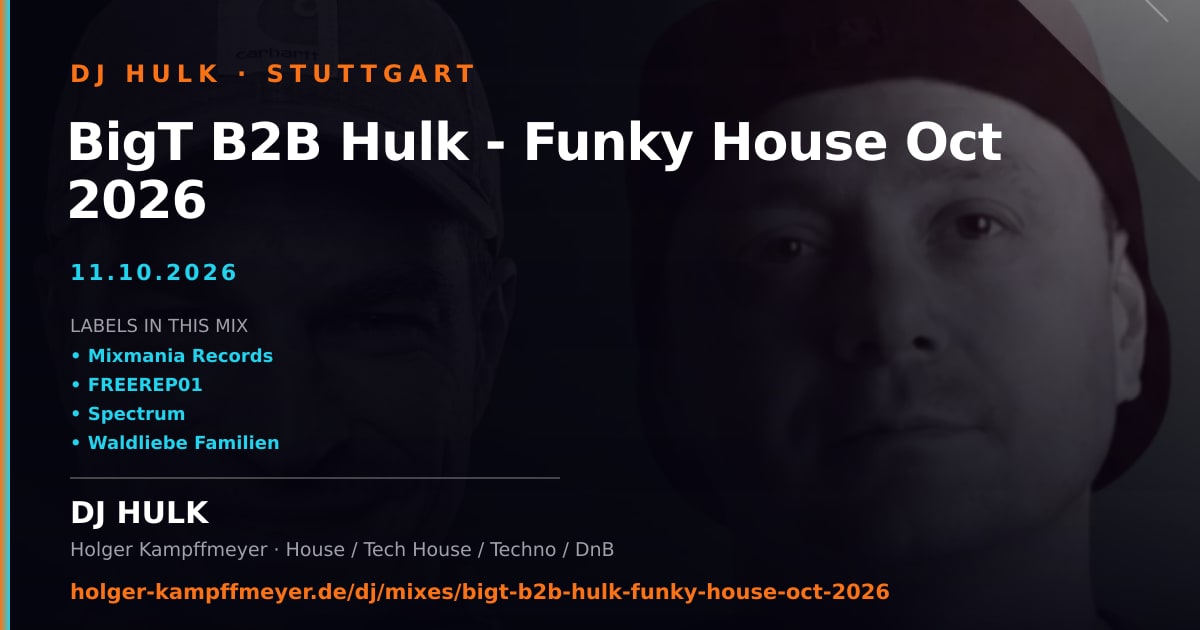 carhartt
DJ HULK · STUTTGART
BigT B2B Hulk - Funky House Oct
2026
11.10.2026
LABELS IN THIS MIX
• Mixmania Records
• FREEREP01
• Spectrum
• Waldliebe Familien
DJ HULK
Holger Kampffmeyer · House / Tech House / Techno / DnB
holger-kampffmeyer.de/dj/mixes/bigt-b2b-hulk-funky-house-oct-2026